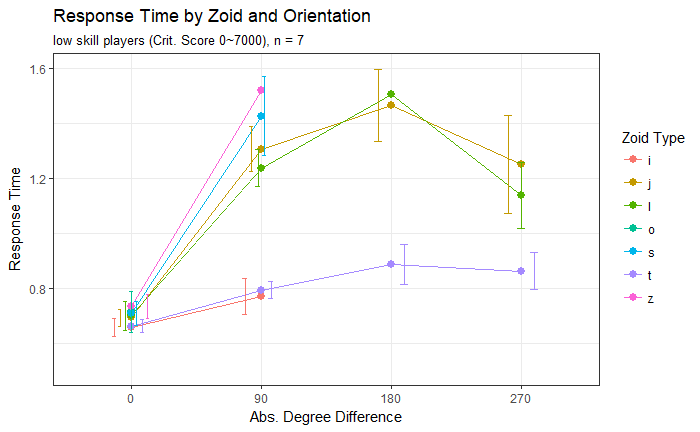 Response Time by Zoid and Orientation
low skill players (Crit. Score 0~7000), n = 7
1.6
1.2
0.8
Response Time
0
90
180
270
Abs. Degree Difference
Zoid Type
i
j
l
o
s
t
z